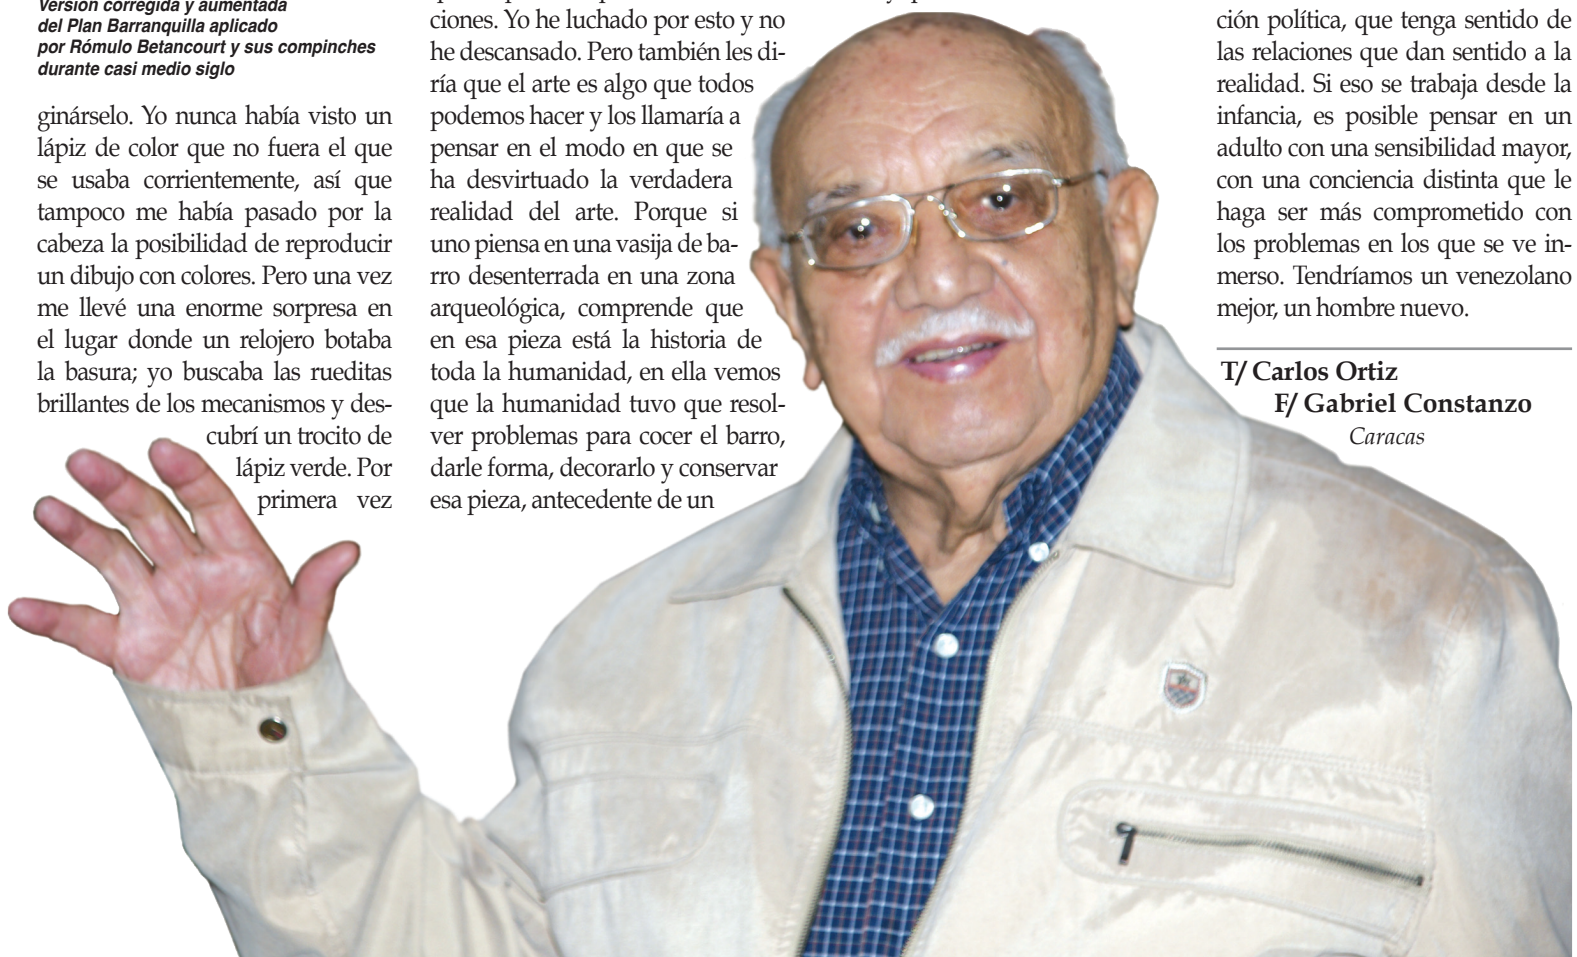 Versión corregida y aumentada
del Plan Barranquilla aplicado
por Rómulo Betancourt y sus compinches
durante casi medio siglo
ginárselo. Yo nunca había visto un
lápiz de color que no fuera el que
se usaba corrientemente, así que
tampoco me había pasado por la
cabeza la posibilidad de reproducir
un dibujo con colores. Pero una vez
me llevé una enorme sorpresa en
el lugar donde un relojero botaba
la basura; yo buscaba las rueditas
brillantes de los mecanismos y des-
cubrí un trocito de
lápiz verde. Por
primera vez
ciones. Yo he luchado por esto y no
he descansado. Pero también les di-
ría que el arte es algo que todos
podemos hacer y los llamaría a
pensar en el modo en que se
ha desvirtuado la verdadera
realidad del arte. Porque si
uno piensa en una vasija de ba-
rro desenterrada en una zona
arqueológica, comprende que
en esa pieza está la historia de
toda la humanidad, en ella vemos
que la humanidad tuvo que resol-
ver problemas para cocer el barro,
darle forma, decorarlo y conservar
esa pieza, antecedente de un
ción política, que tenga sentido de
las relaciones que dan sentido a la
realidad. Si eso se trabaja desde la
infancia, es posible pensar en un
adulto con una sensibilidad mayor,
con una conciencia distinta que le
haga ser más comprometido con
los problemas en los que se ve in-
merso. Tendríamos un venezolano
mejor, un hombre nuevo.
T/ Carlos Ortiz
F/ Gabriel Constanzo
Caracas